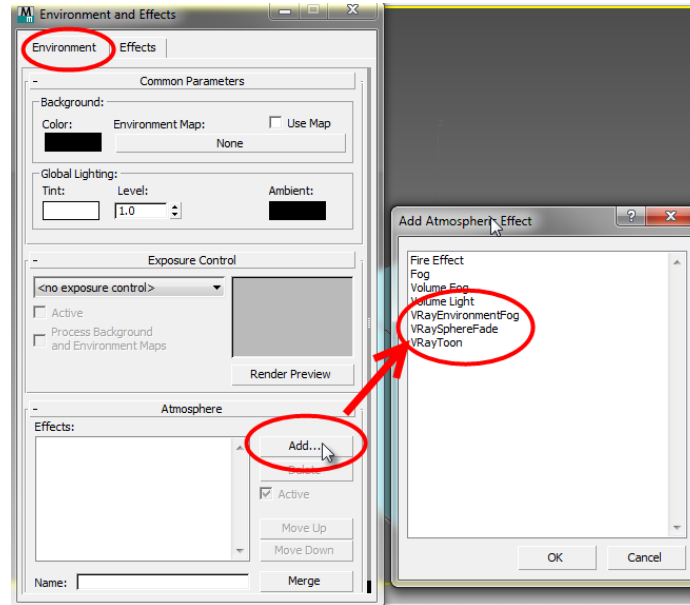 Environment and Effects
Environment
Effects
- Common Parameters
Background:
Color: Environment Map: Use Map
None
Global Lighting:
Tint: Level: Ambient:
1.0
- Exposure Control
<no exposure control>
Active
Process Background
and Environment Maps
Render Preview
- Atmosphere
Effects:
Add...
Delete
Active
Move Up
Move Down
Name:
Merge
Add Atmospheric Effect
Fire Effect
Fog
Volume Fog
Volume Light
VRayEnvironmentFog
VRaySphereFade
VRayToon
OK
Cancel